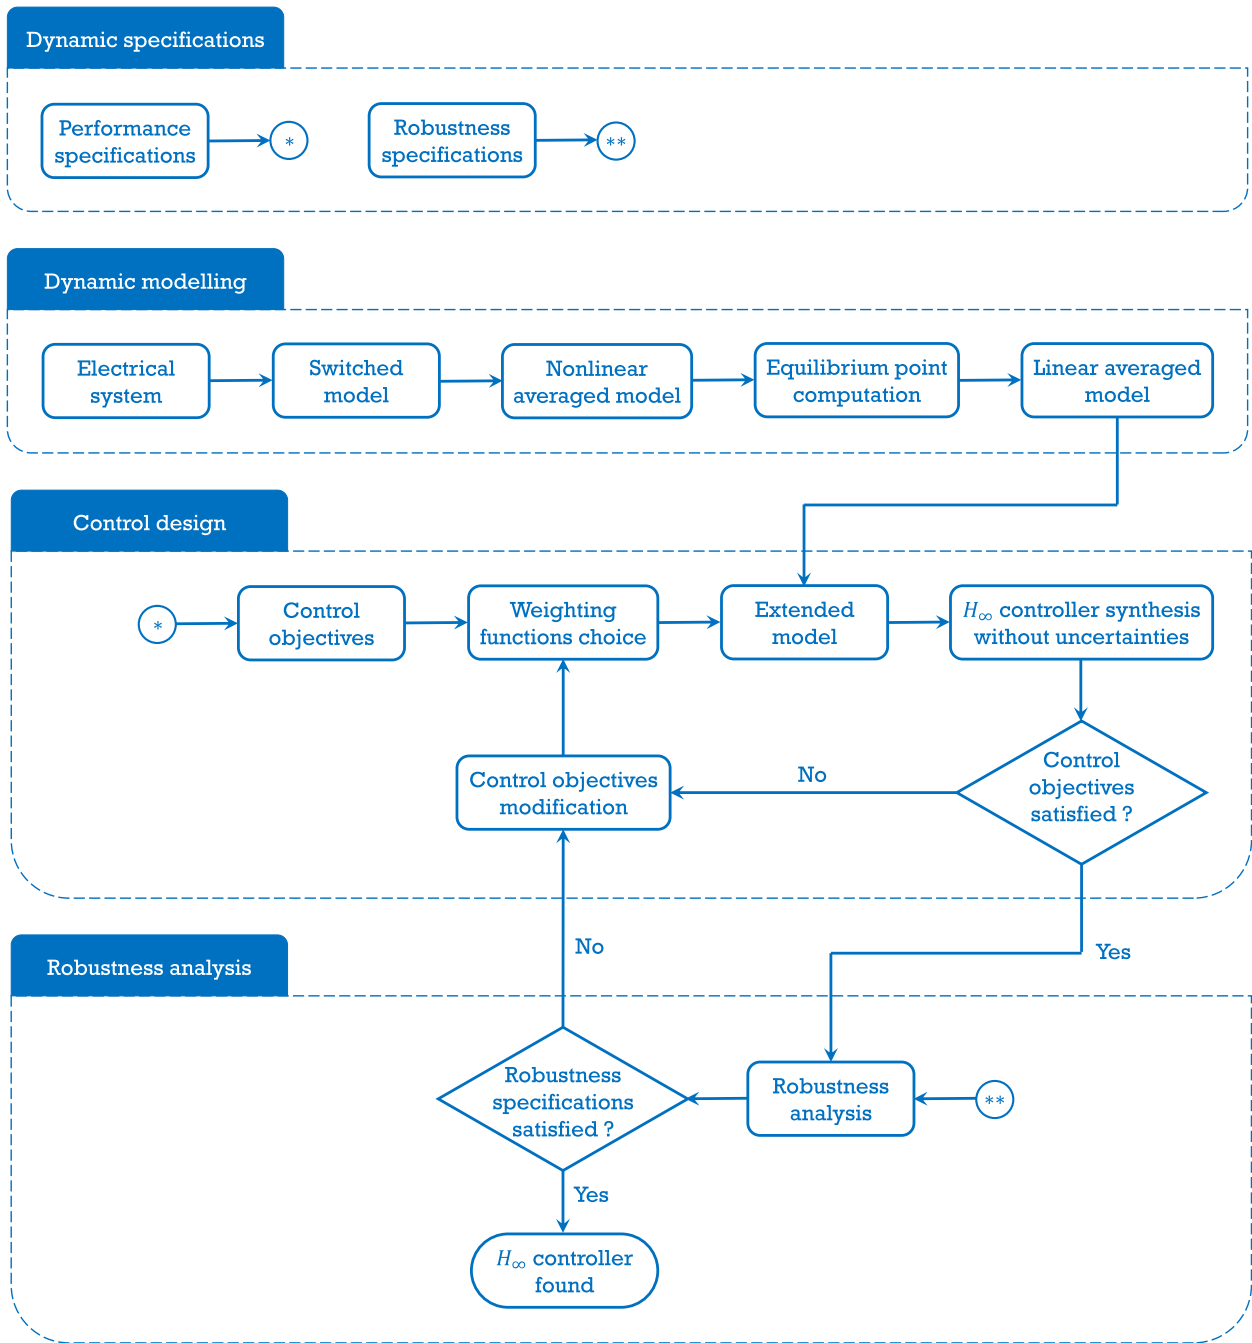 Dynamic specifications
Performance
specifications
*
Robustness
specifications
**
Dynamic modelling
Electrical
system
Switched
model
Nonlinear
averaged model
Equilibrium point
computation
Linear averaged
model
Control design
*
Control
objectives
Weighting
functions choice
Extended
model
H∞ controller synthesis
without uncertainties
Control objectives
modification
No
Control
objectives
satisfied ?
No
Yes
Robustness analysis
Robustness
specifications
satisfied ?
Robustness
analysis
**
Yes
H∞ controller
found